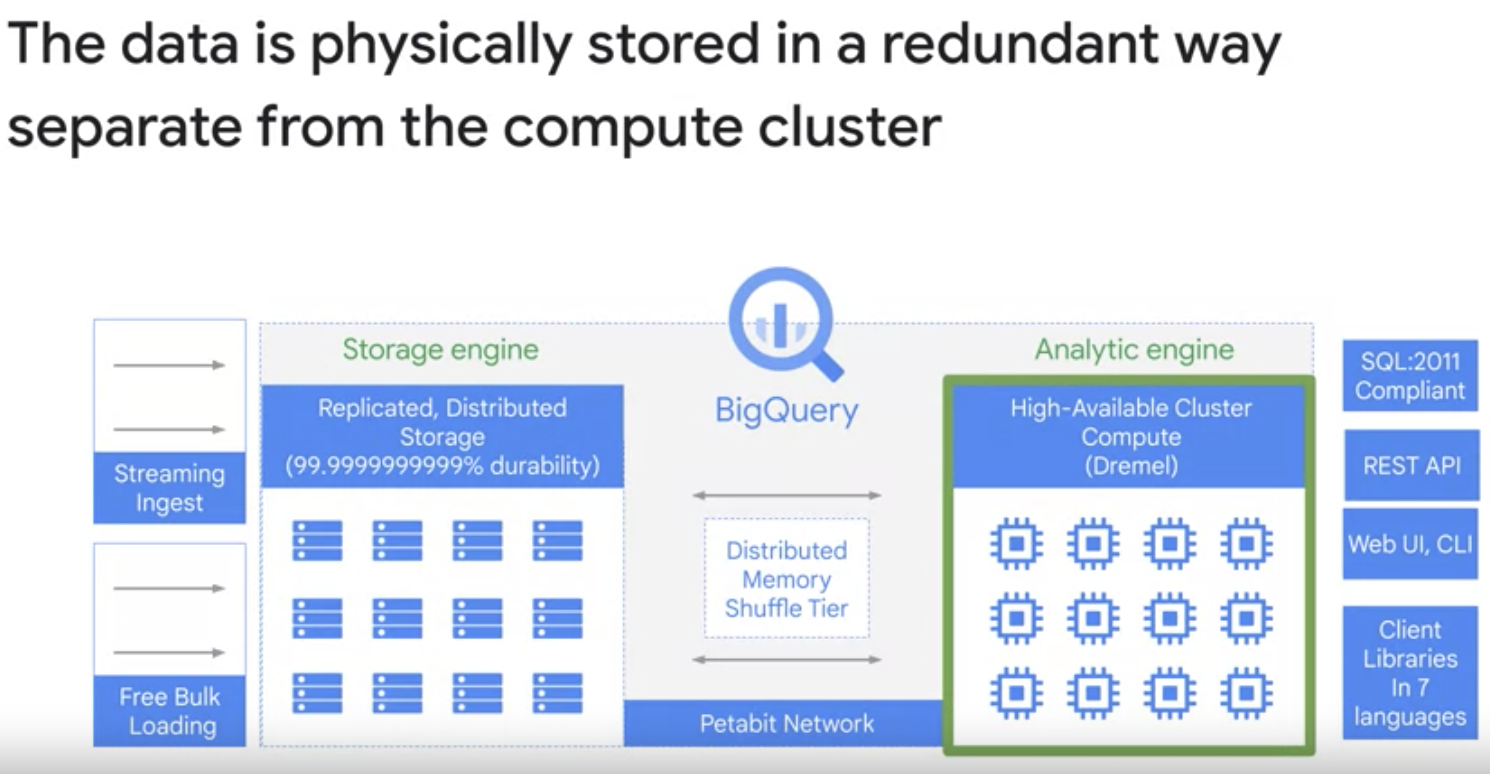 The data is physically stored in a redundant way
separate from the compute cluster
Streaming
Ingest
Free Bulk
Loading
Storage engine
Replicated, Distributed
Storage
(99.9999999999% durability)
BigQuery
Distributed
Memory
Shuffle Tier
Petabit Network
Analytic engine
High-Available Cluster
Compute
(Dremel)
SQL:2011
Compliant
REST API
Web UI, CLI
Client
Libraries
In 7
languages